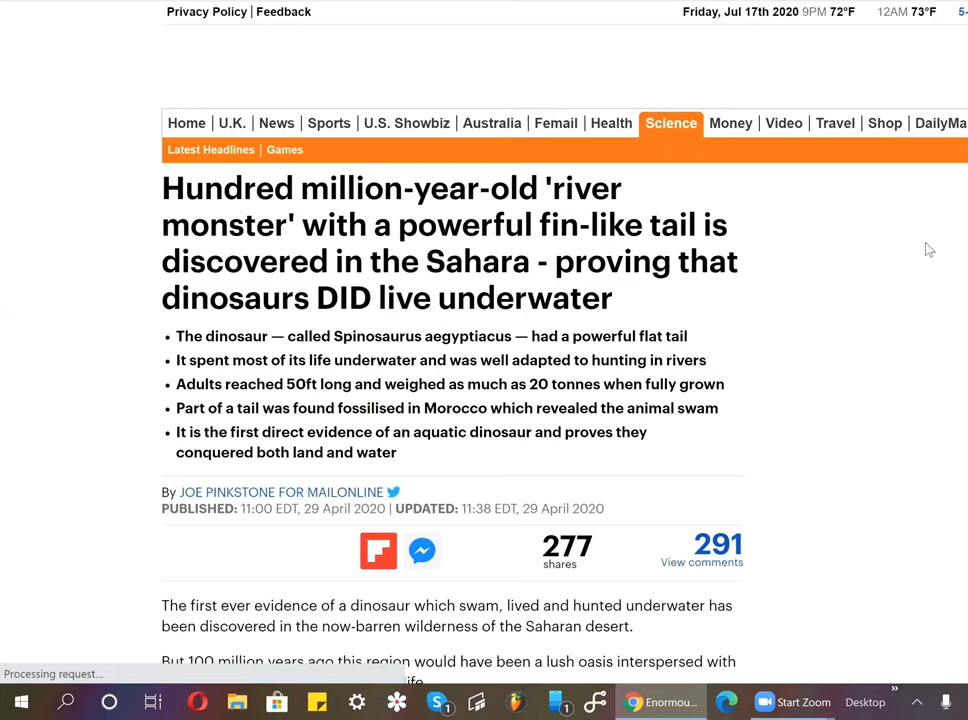 Privacy Policy | Feedback
Friday, Jul 17th 2020 9PM 72°F 12AM 73°F 5-
Home | U.K. | News | Sports | U.S. Showbiz | Australia | Femail | Health | Science | Money | Video | Travel | Shop | DailyMa
Latest Headlines | Games
Hundred million-year-old 'river
monster' with a powerful fin-like tail is
discovered in the Sahara - proving that
dinosaurs DID live underwater
• The dinosaur — called Spinosaurus aegyptiacus — had a powerful flat tail
• It spent most of its life underwater and was well adapted to hunting in rivers
• Adults reached 50ft long and weighed as much as 20 tonnes when fully grown
• Part of a tail was found fossilised in Morocco which revealed the animal swam
• It is the first direct evidence of an aquatic dinosaur and proves they
conquered both land and water
By JOE PINKSTONE FOR MAILONLINE
PUBLISHED: 11:00 EDT, 29 April 2020 | UPDATED: 11:38 EDT, 29 April 2020
277
shares
291
View comments
The first ever evidence of a dinosaur which swam, lived and hunted underwater has
been discovered in the now-barren wilderness of the Saharan desert.
But 100 million years ago this region would have been a lush oasis interspersed with
life
Processing request...
1
1
Enormou...
Start Zoom
Desktop